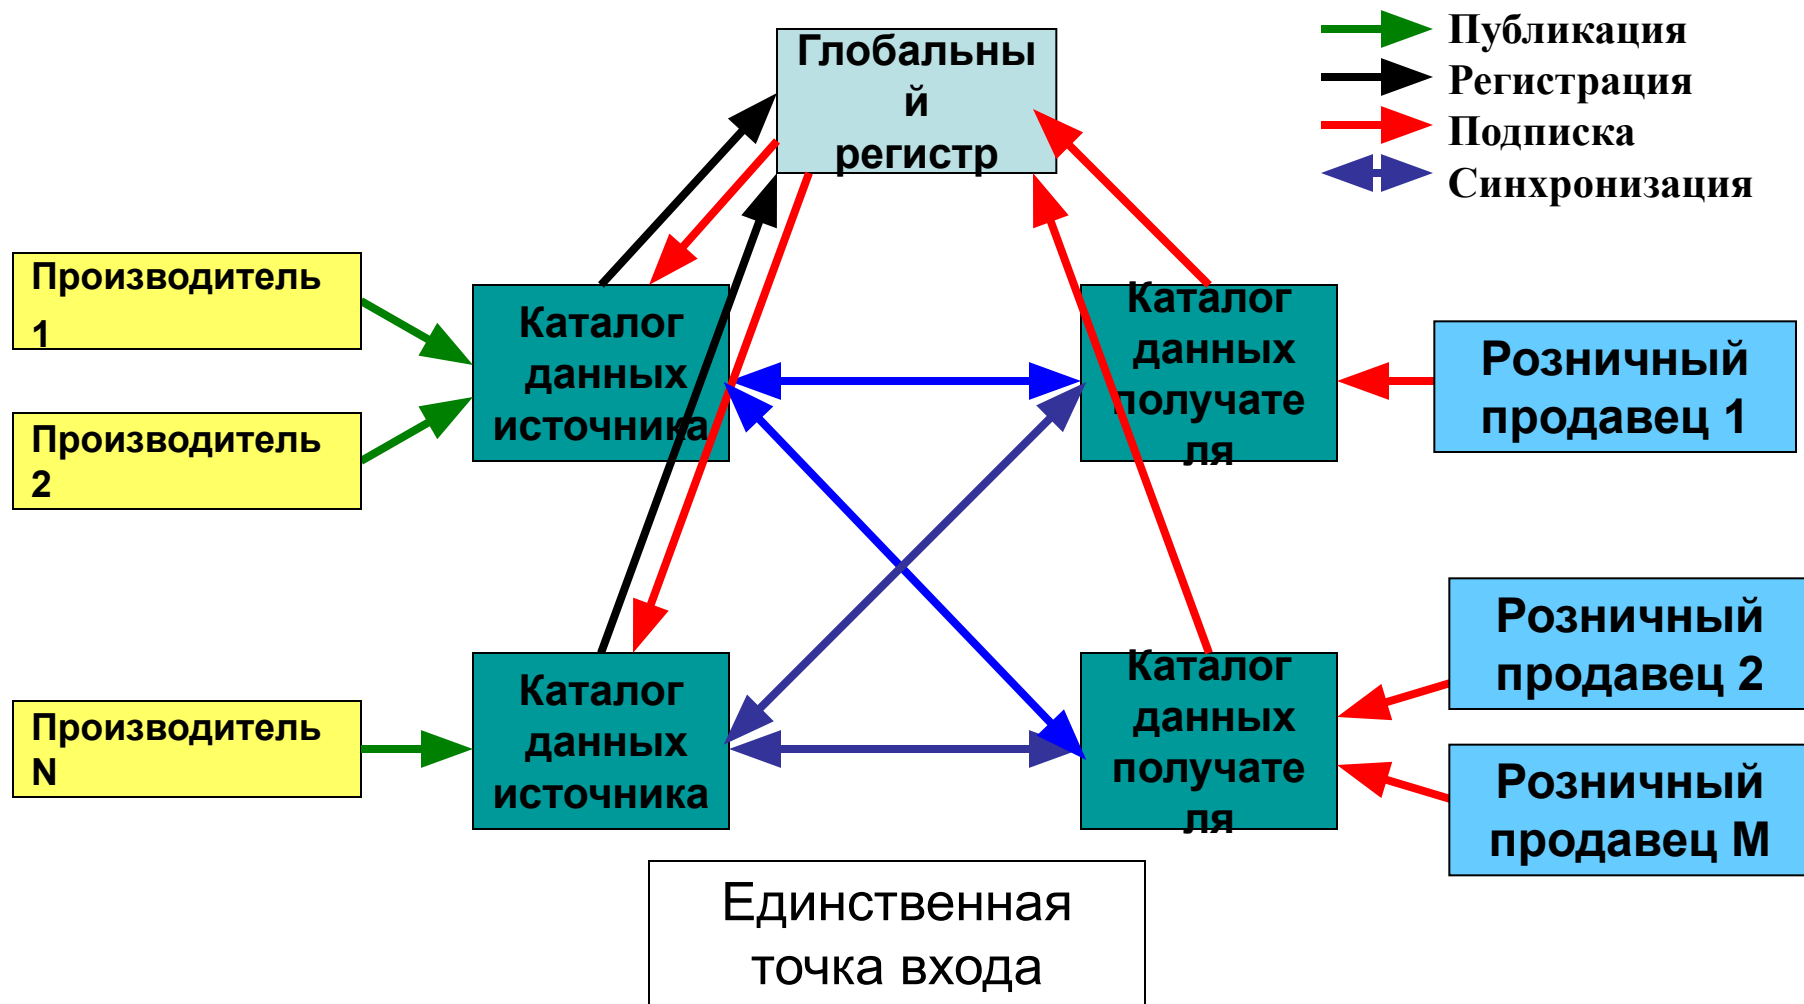 Глобальны
й
регистр
Публикация
Регистрация
Подписка
Синхронизация
Производитель
1
Производитель
2
Производитель
N
Каталог
данных
источника
Каталог
данных
получате
ля
Розничный
продавец 1
Каталог
данных
источника
Каталог
данных
получате
ля
Розничный
продавец 2
Розничный
продавец М
Единственная
точка входа